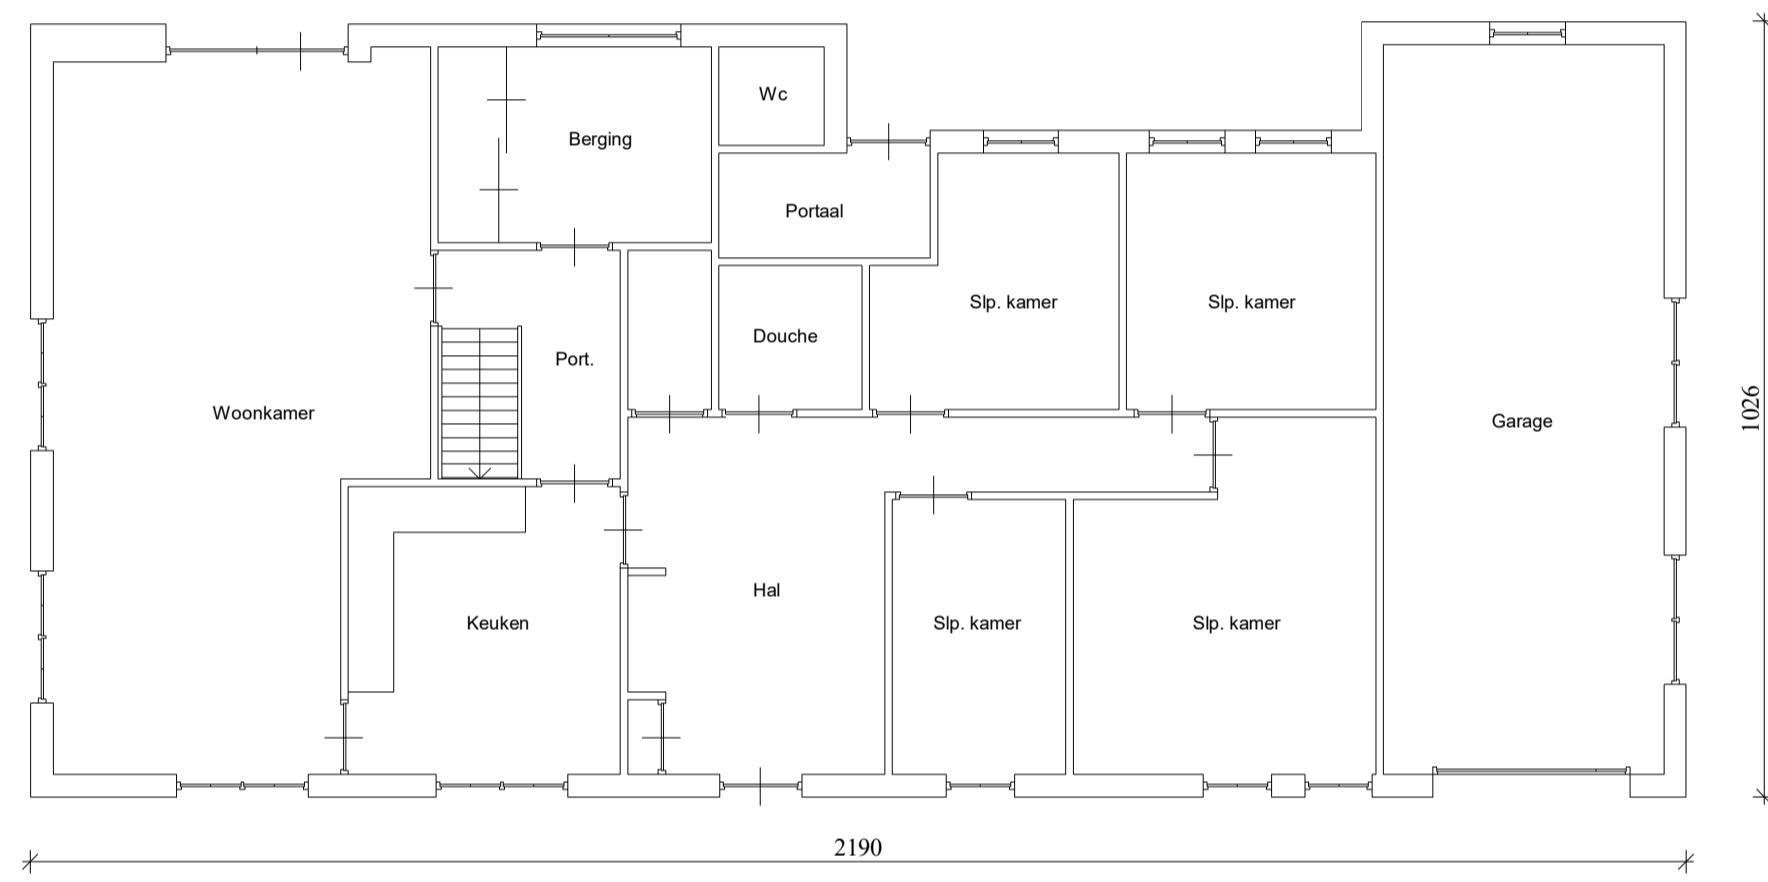 Wc
Berging
Portaal
Slp. kamer
Slp. kamer
Douche
Port.
Woonkamer
Garage
1026
Hal
Keuken
Slp. kamer
Slp. kamer
2190